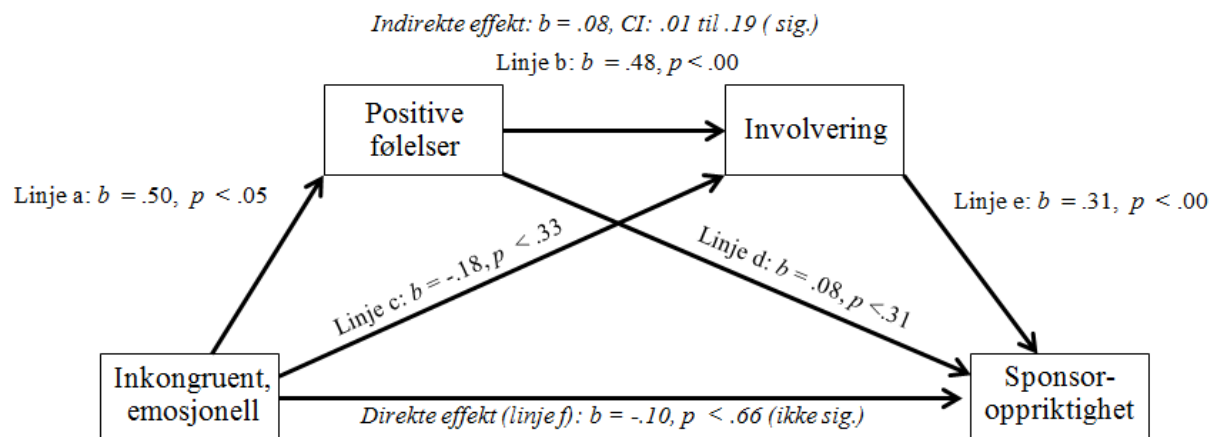 Indirekte effekt: b = .08, CI: .01 til .19 ( sig.)
Linje b: b = .48, p < .00
Positive
følelser
Involvering
Linje a: b = .50, p < .05
Linje e: b = .31, p < .00
Linje c: b = -.18, p < .33
Linje d: b = .08, p <.31
Inkongruent,
emosjonell
Direkte effekt (linje f): b = -.10, p < .66 (ikke sig.)
Sponsor-
oppriktighet